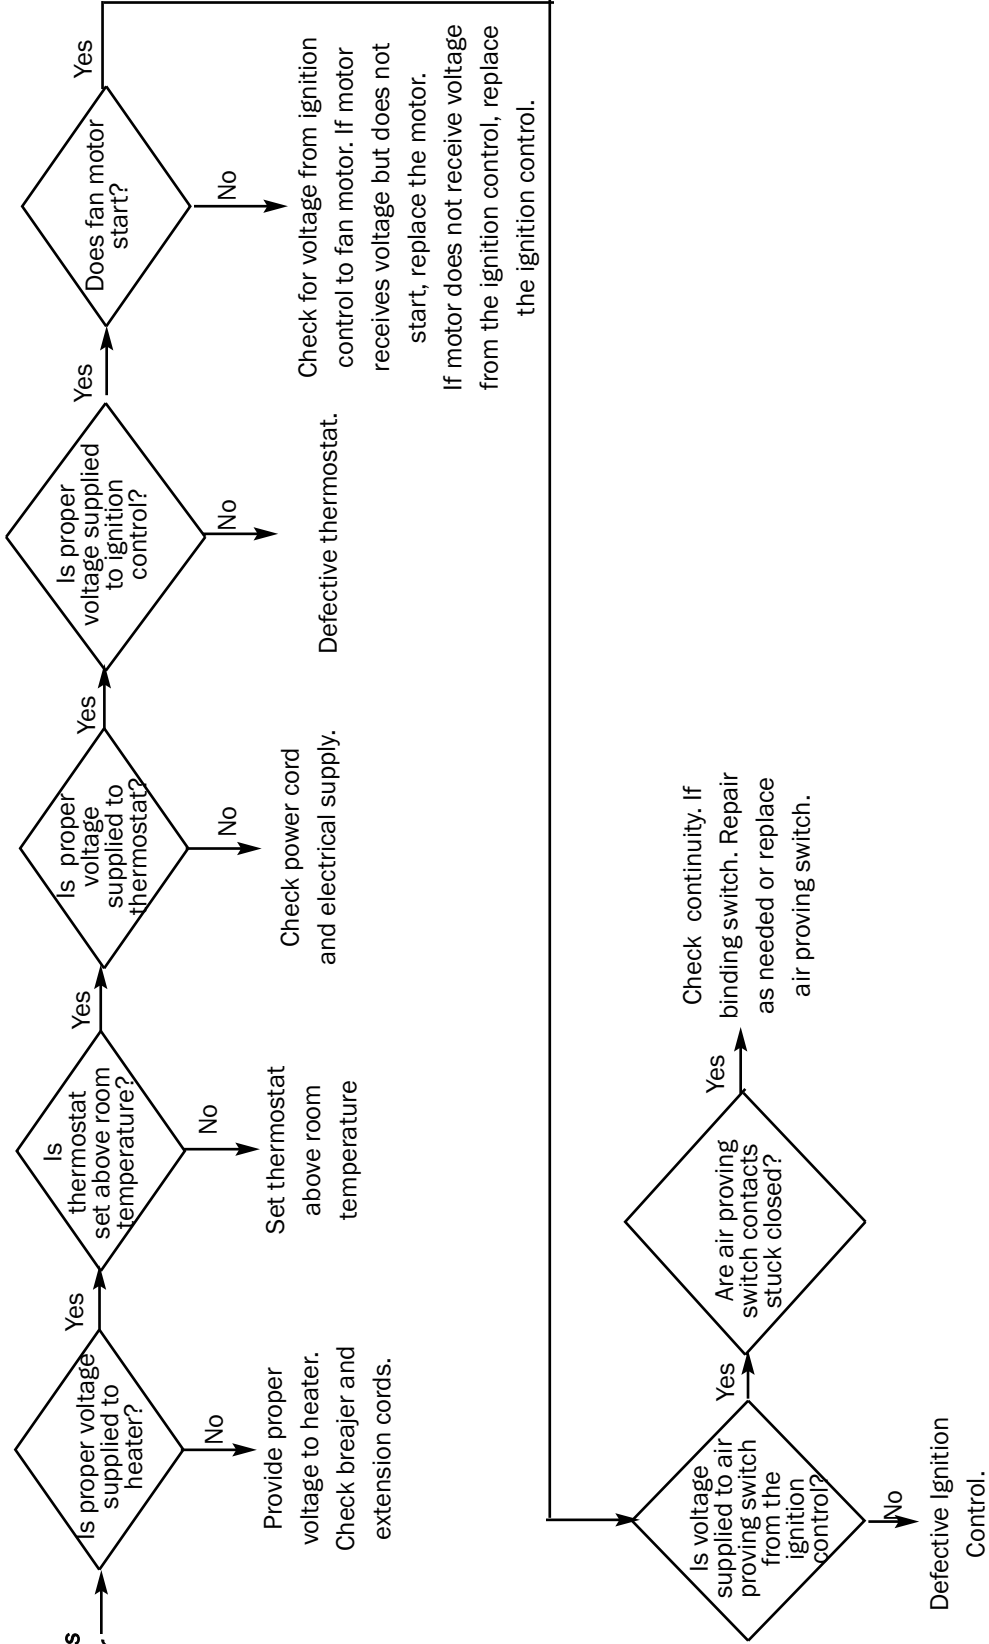 s
Is proper voltage
supplied to
heater?
Yes
No
Provide proper
voltage to heater.
Check breajer and
extension cords.
Is
thermostat
set above room
temperature?
Yes
No
Set thermostat
above room
temperature
Is proper
voltage
supplied to
thermostat?
Yes
No
Check power cord
and electrical supply.
Is proper
voltage supplied
to ignition
control?
Yes
No
Defective thermostat.
Does fan motor
start?
Yes
No
Check for voltage from ignition
control to fan motor. If motor
receives voltage but does not
start, replace the motor.
If motor does not receive voltage
from the ignition control, replace
the ignition control.
Is voltage
supplied to air
proving switch
from the
ignition
control?
Yes
No
Defective Ignition
Control.
Are air proving
switch contacts
stuck closed?
Yes
Check continuity. If
binding switch. Repair
as needed or replace
air proving switch.